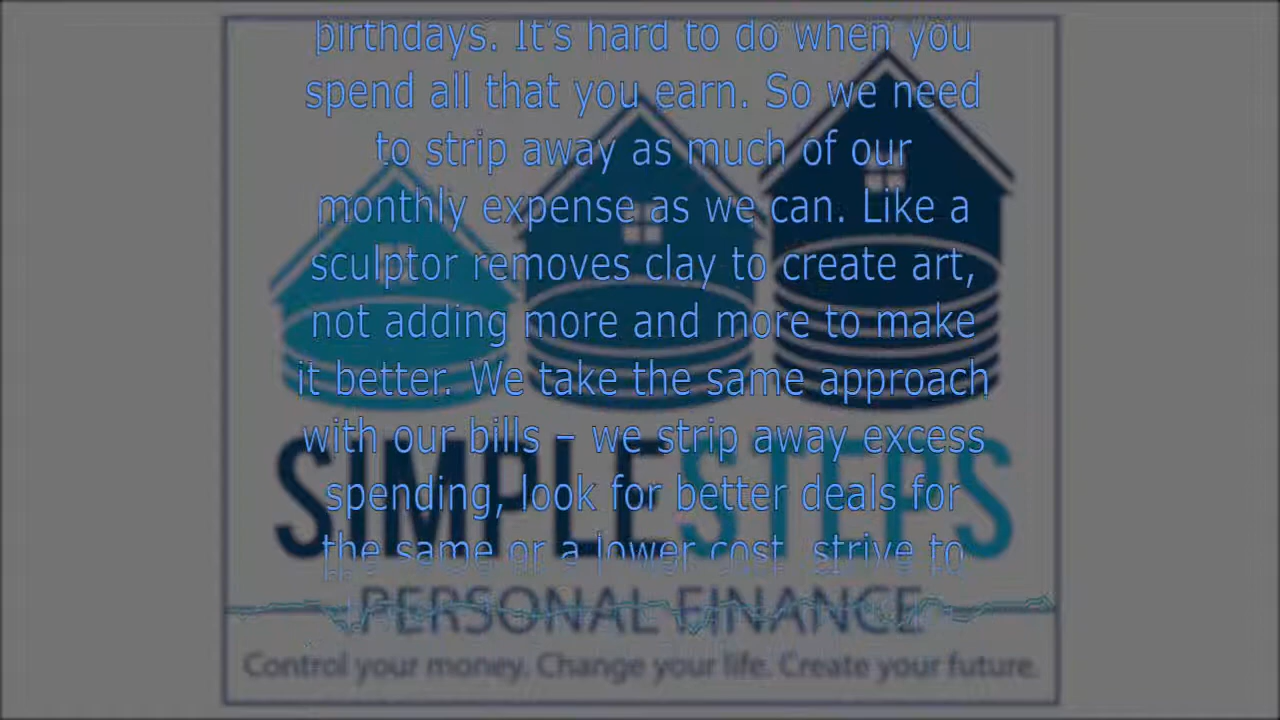 birthdays. It's hard to do when you
spend all that you earn. So we need
to strip away as much of our
monthly expense as we can. Like a
sculptor removes clay to create art,
not adding more and more to make
it better. We take the same approach
with our bills – we strip away excess
spending, look for better deals for
the same or a lower cost, strive to
SIMPLESTEPS
PERSONAL FINANCE
Control your money. Change your life. Create your future.